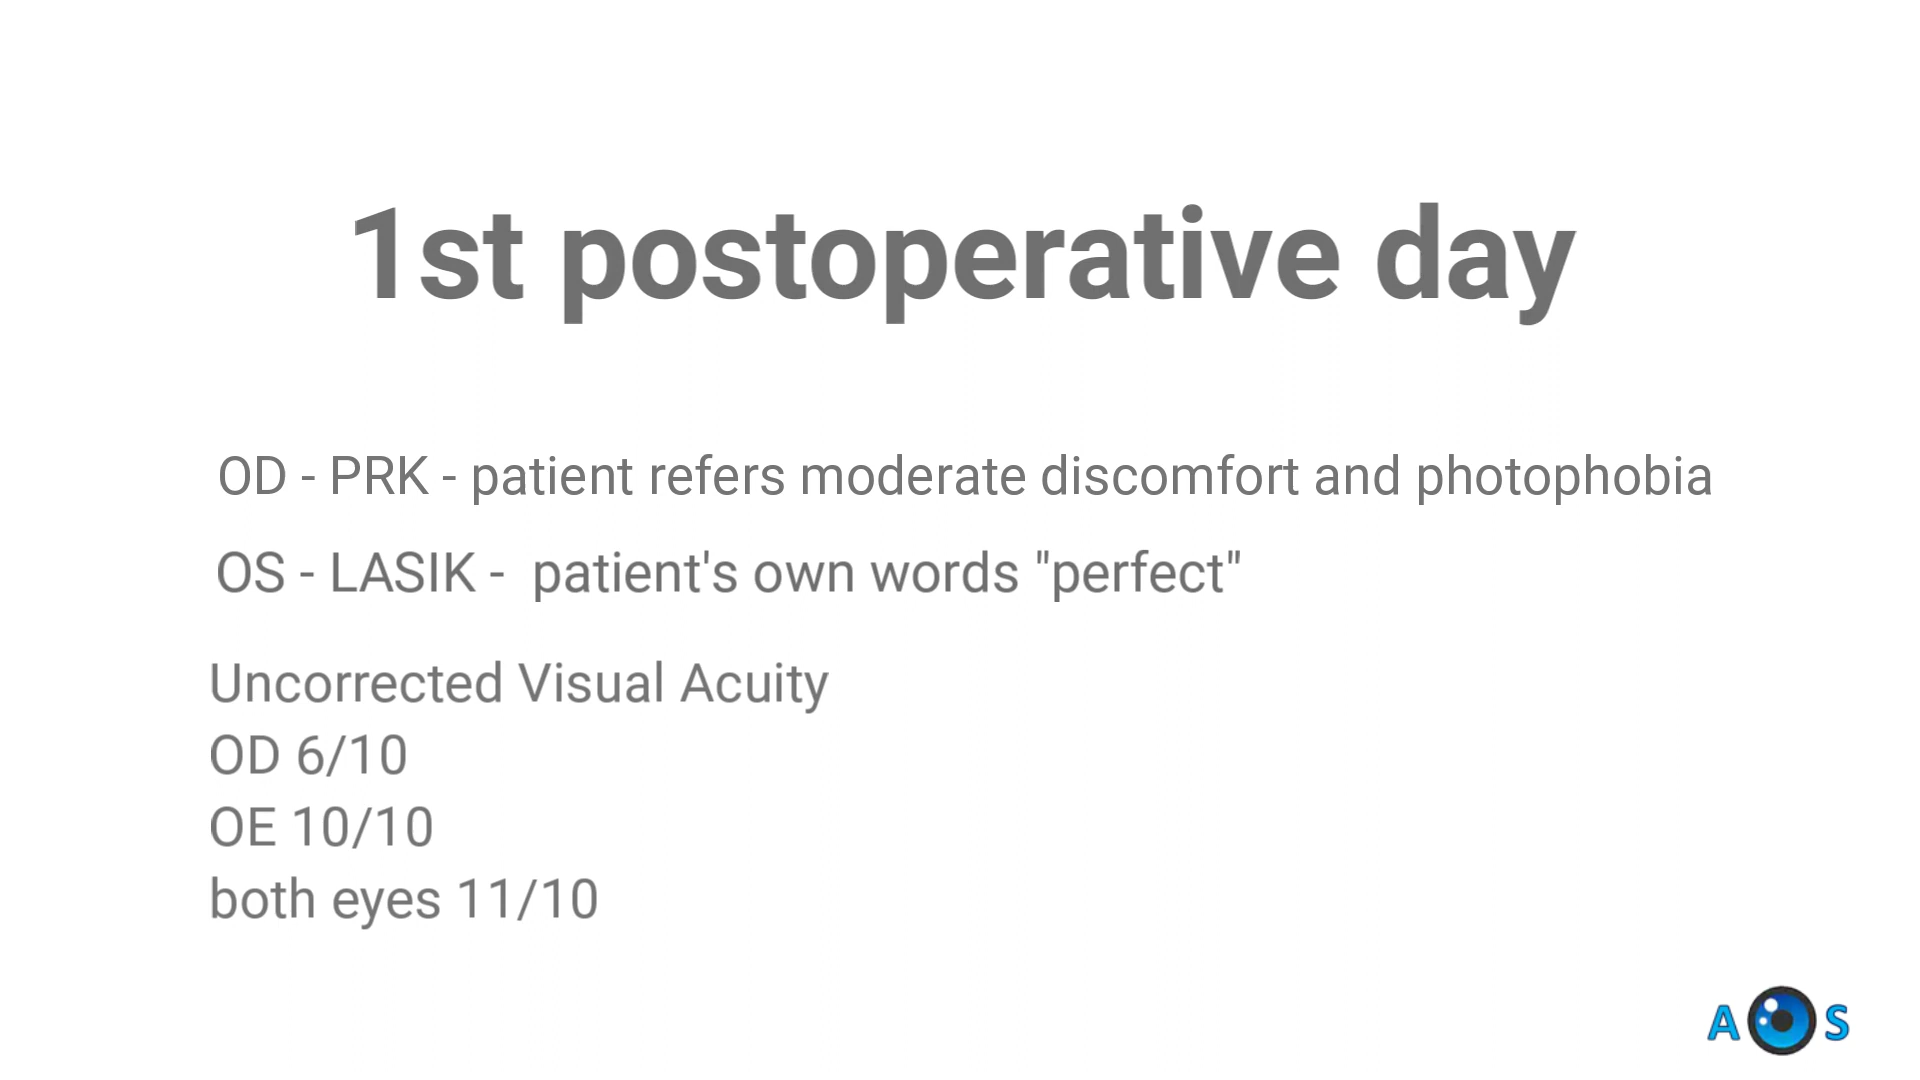 1st postoperative day
OD - PRK - patient refers moderate discomfort and photophobia
OS - LASIK - patient's own words "perfect"
Uncorrected Visual Acuity
OD 6/10
OE 10/10
both eyes 11/10
A S